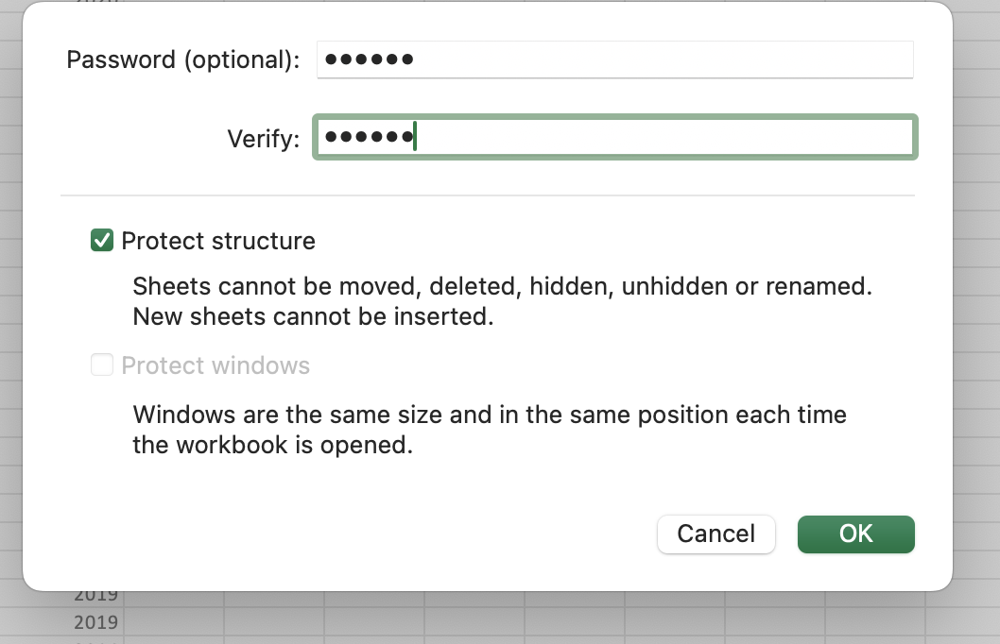 Password (optional): ••••••
Verify: ••••••
Protect structure
Sheets cannot be moved, deleted, hidden, unhidden or renamed.
New sheets cannot be inserted.
Protect windows
Windows are the same size and in the same position each time
the workbook is opened.
Cancel OK
2019
2019